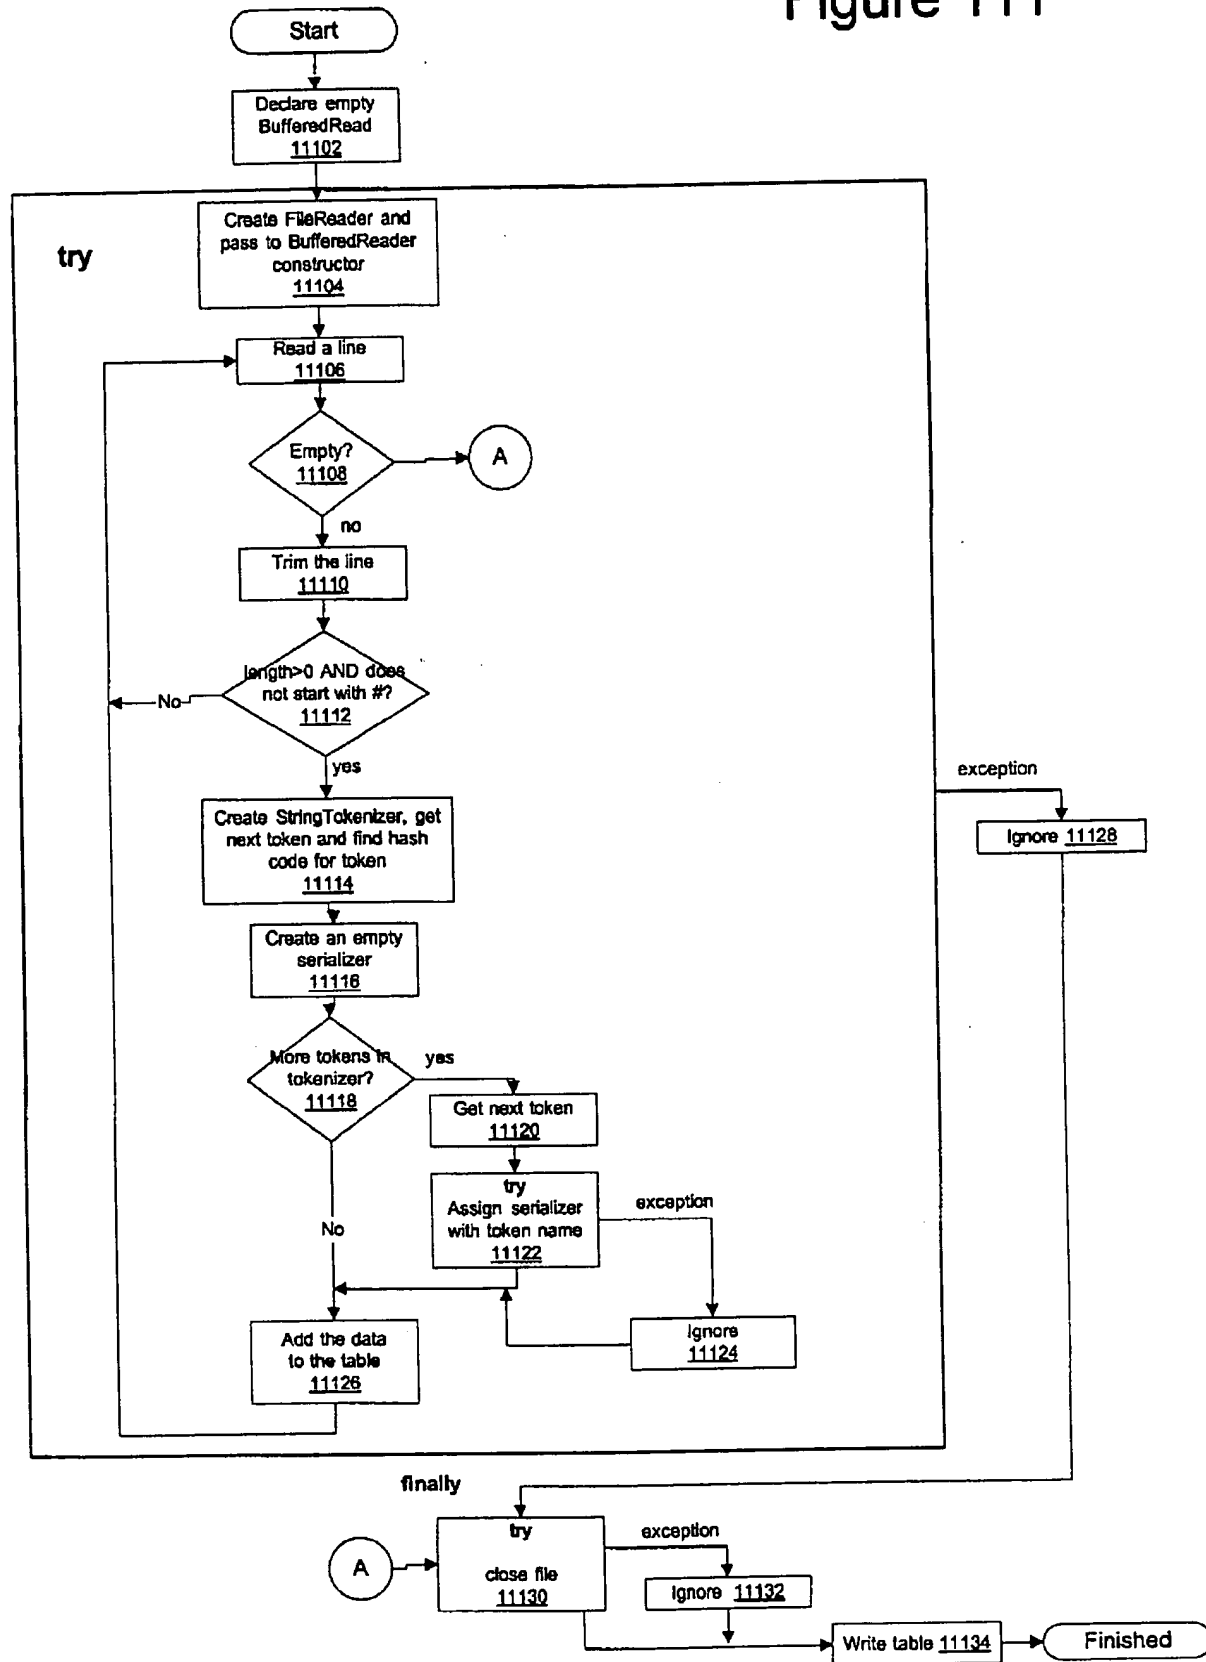 Figure 111
Start
Declare empty
BufferedRead
11102
try
Create FileReader and
pass to BufferedReader
constructor
11104
Read a line
11106
Empty?
11108
A
no
Trim the line
11110
length>0 AND does
not start with #?
11112
No
yes
exception
Ignore 11128
Create StringTokenizer, get
next token and find hash
code for token
11114
Create an empty
serializer
11116
More tokens in
tokenizer?
11118
yes
Get next token
11120
try
Assign serializer
with token name
11122
exception
No
Ignore
11124
Add the data
to the table
11126
finally
A
try
close file
11130
exception
Ignore 11132
Write table 11134
Finished